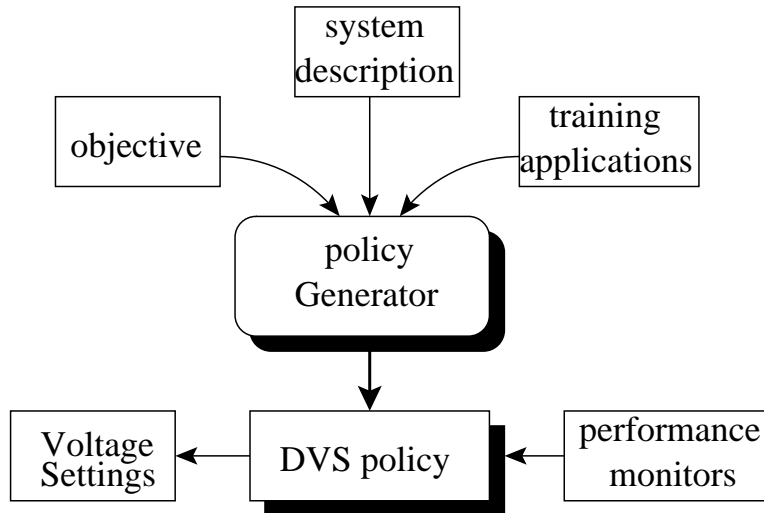 system
description
objective
training
applications
policy
Generator
Voltage
Settings
DVS policy
performance
monitors